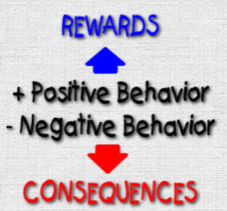 REWARDS
+ Positive Behavior
- Negative Behavior
CONSEQUENCES